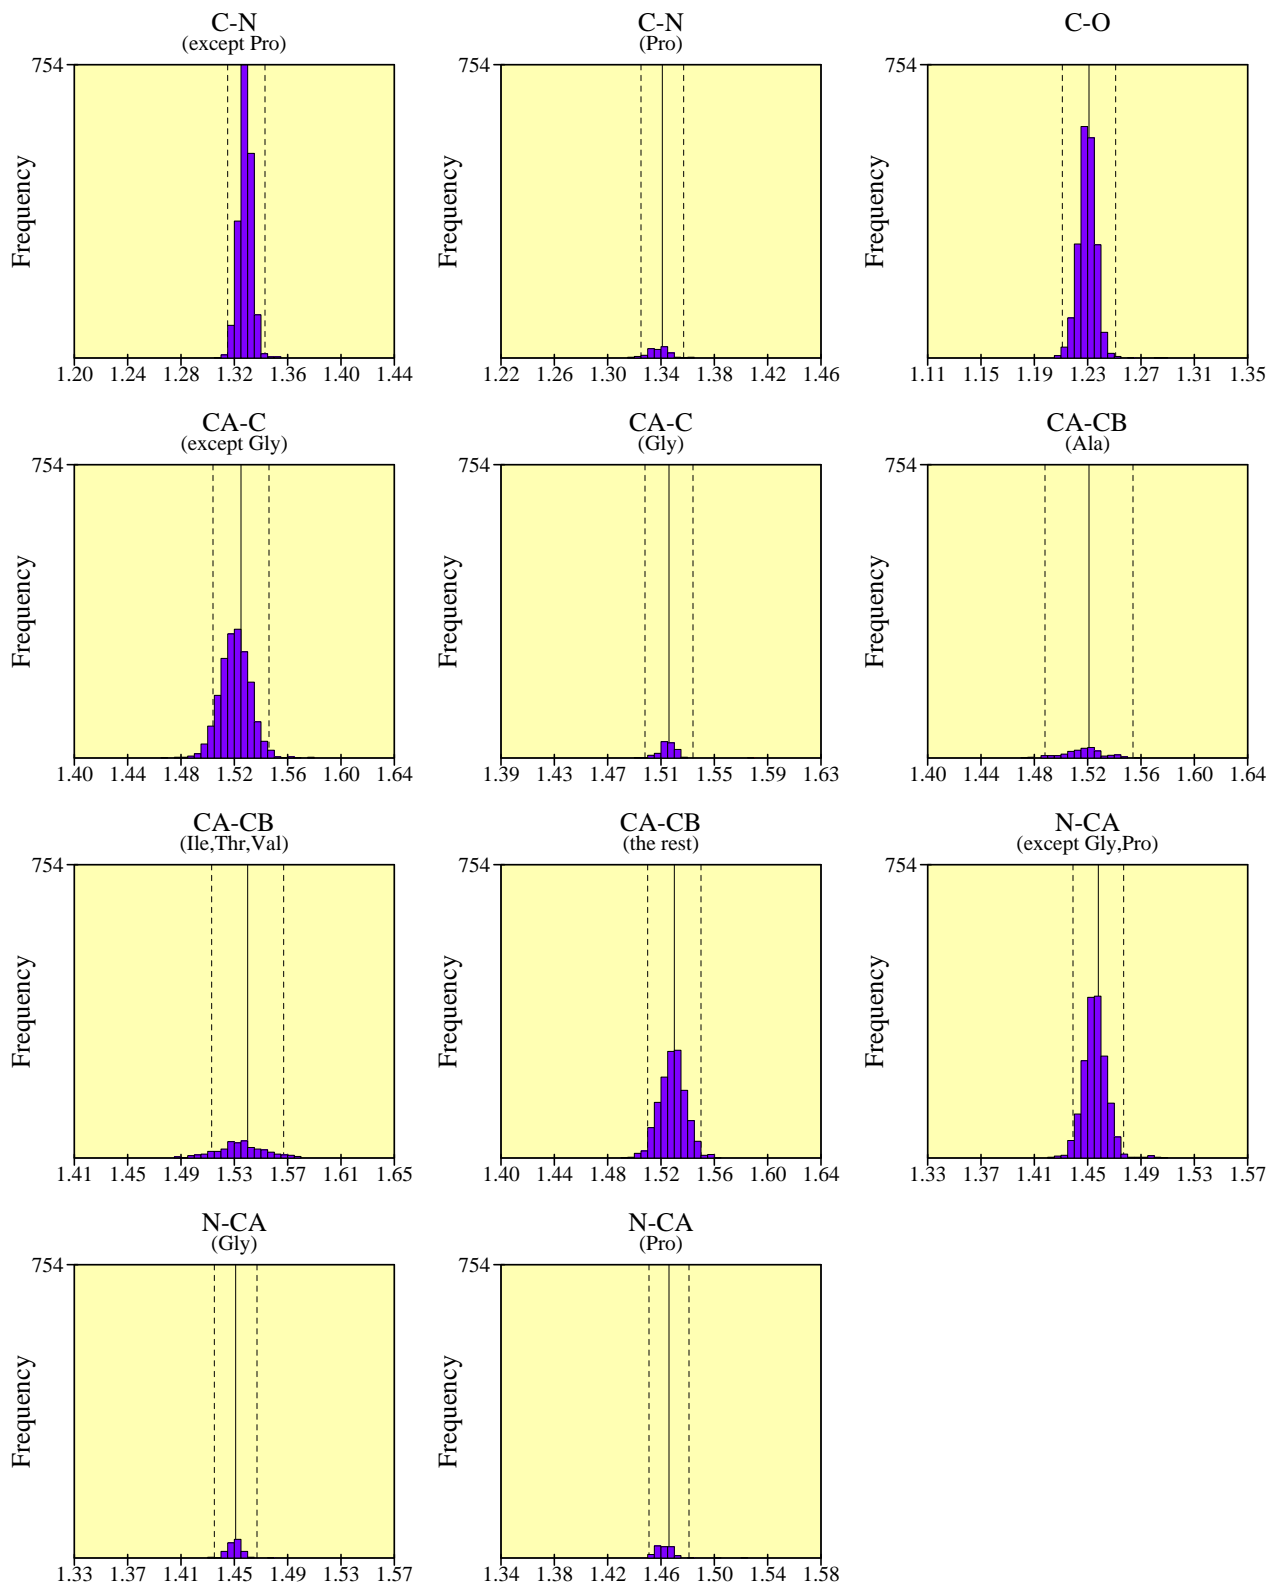 C-N
(except Pro)
754
Frequency
1.20 1.24 1.28 1.32 1.36 1.40 1.44
C-N
(Pro)
754
Frequency
1.22 1.26 1.30 1.34 1.38 1.42 1.46
C-O
754
Frequency
1.11 1.15 1.19 1.23 1.27 1.31 1.35
CA-C
(except Gly)
754
Frequency
1.40 1.44 1.48 1.52 1.56 1.60 1.64
CA-C
(Gly)
754
Frequency
1.39 1.43 1.47 1.51 1.55 1.59 1.63
CA-CB
(Ala)
754
Frequency
1.40 1.44 1.48 1.52 1.56 1.60 1.64
CA-CB
(Ile,Thr,Val)
754
Frequency
1.41 1.45 1.49 1.53 1.57 1.61 1.65
CA-CB
(the rest)
754
Frequency
1.40 1.44 1.48 1.52 1.56 1.60 1.64
N-CA
(except Gly,Pro)
754
Frequency
1.33 1.37 1.41 1.45 1.49 1.53 1.57
N-CA
(Gly)
754
Frequency
1.33 1.37 1.41 1.45 1.49 1.53 1.57
N-CA
(Pro)
754
Frequency
1.34 1.38 1.42 1.46 1.50 1.54 1.58